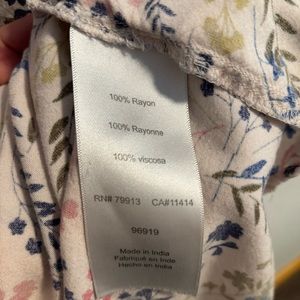 100% Rayon
100% Rayonne
100% viscosa
RN# 79913 CA#11414
96919
Made in India
Fabriqué en Inde
Hecho en India